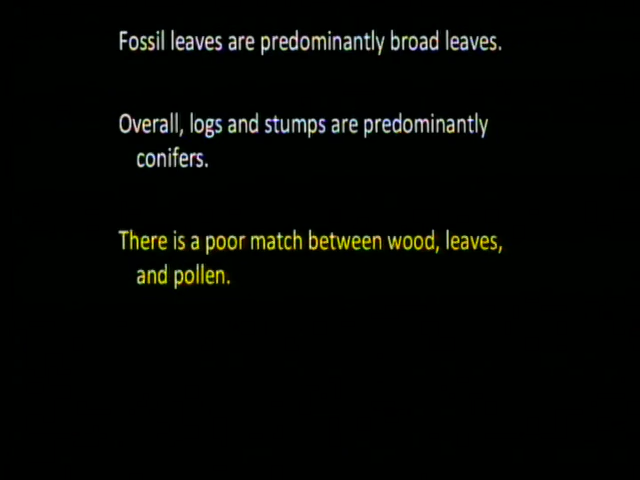 Fossil leaves are predominantly broad leaves.
Overall, logs and stumps are predominantly
conifers.
There is a poor match between wood, leaves,
and pollen.